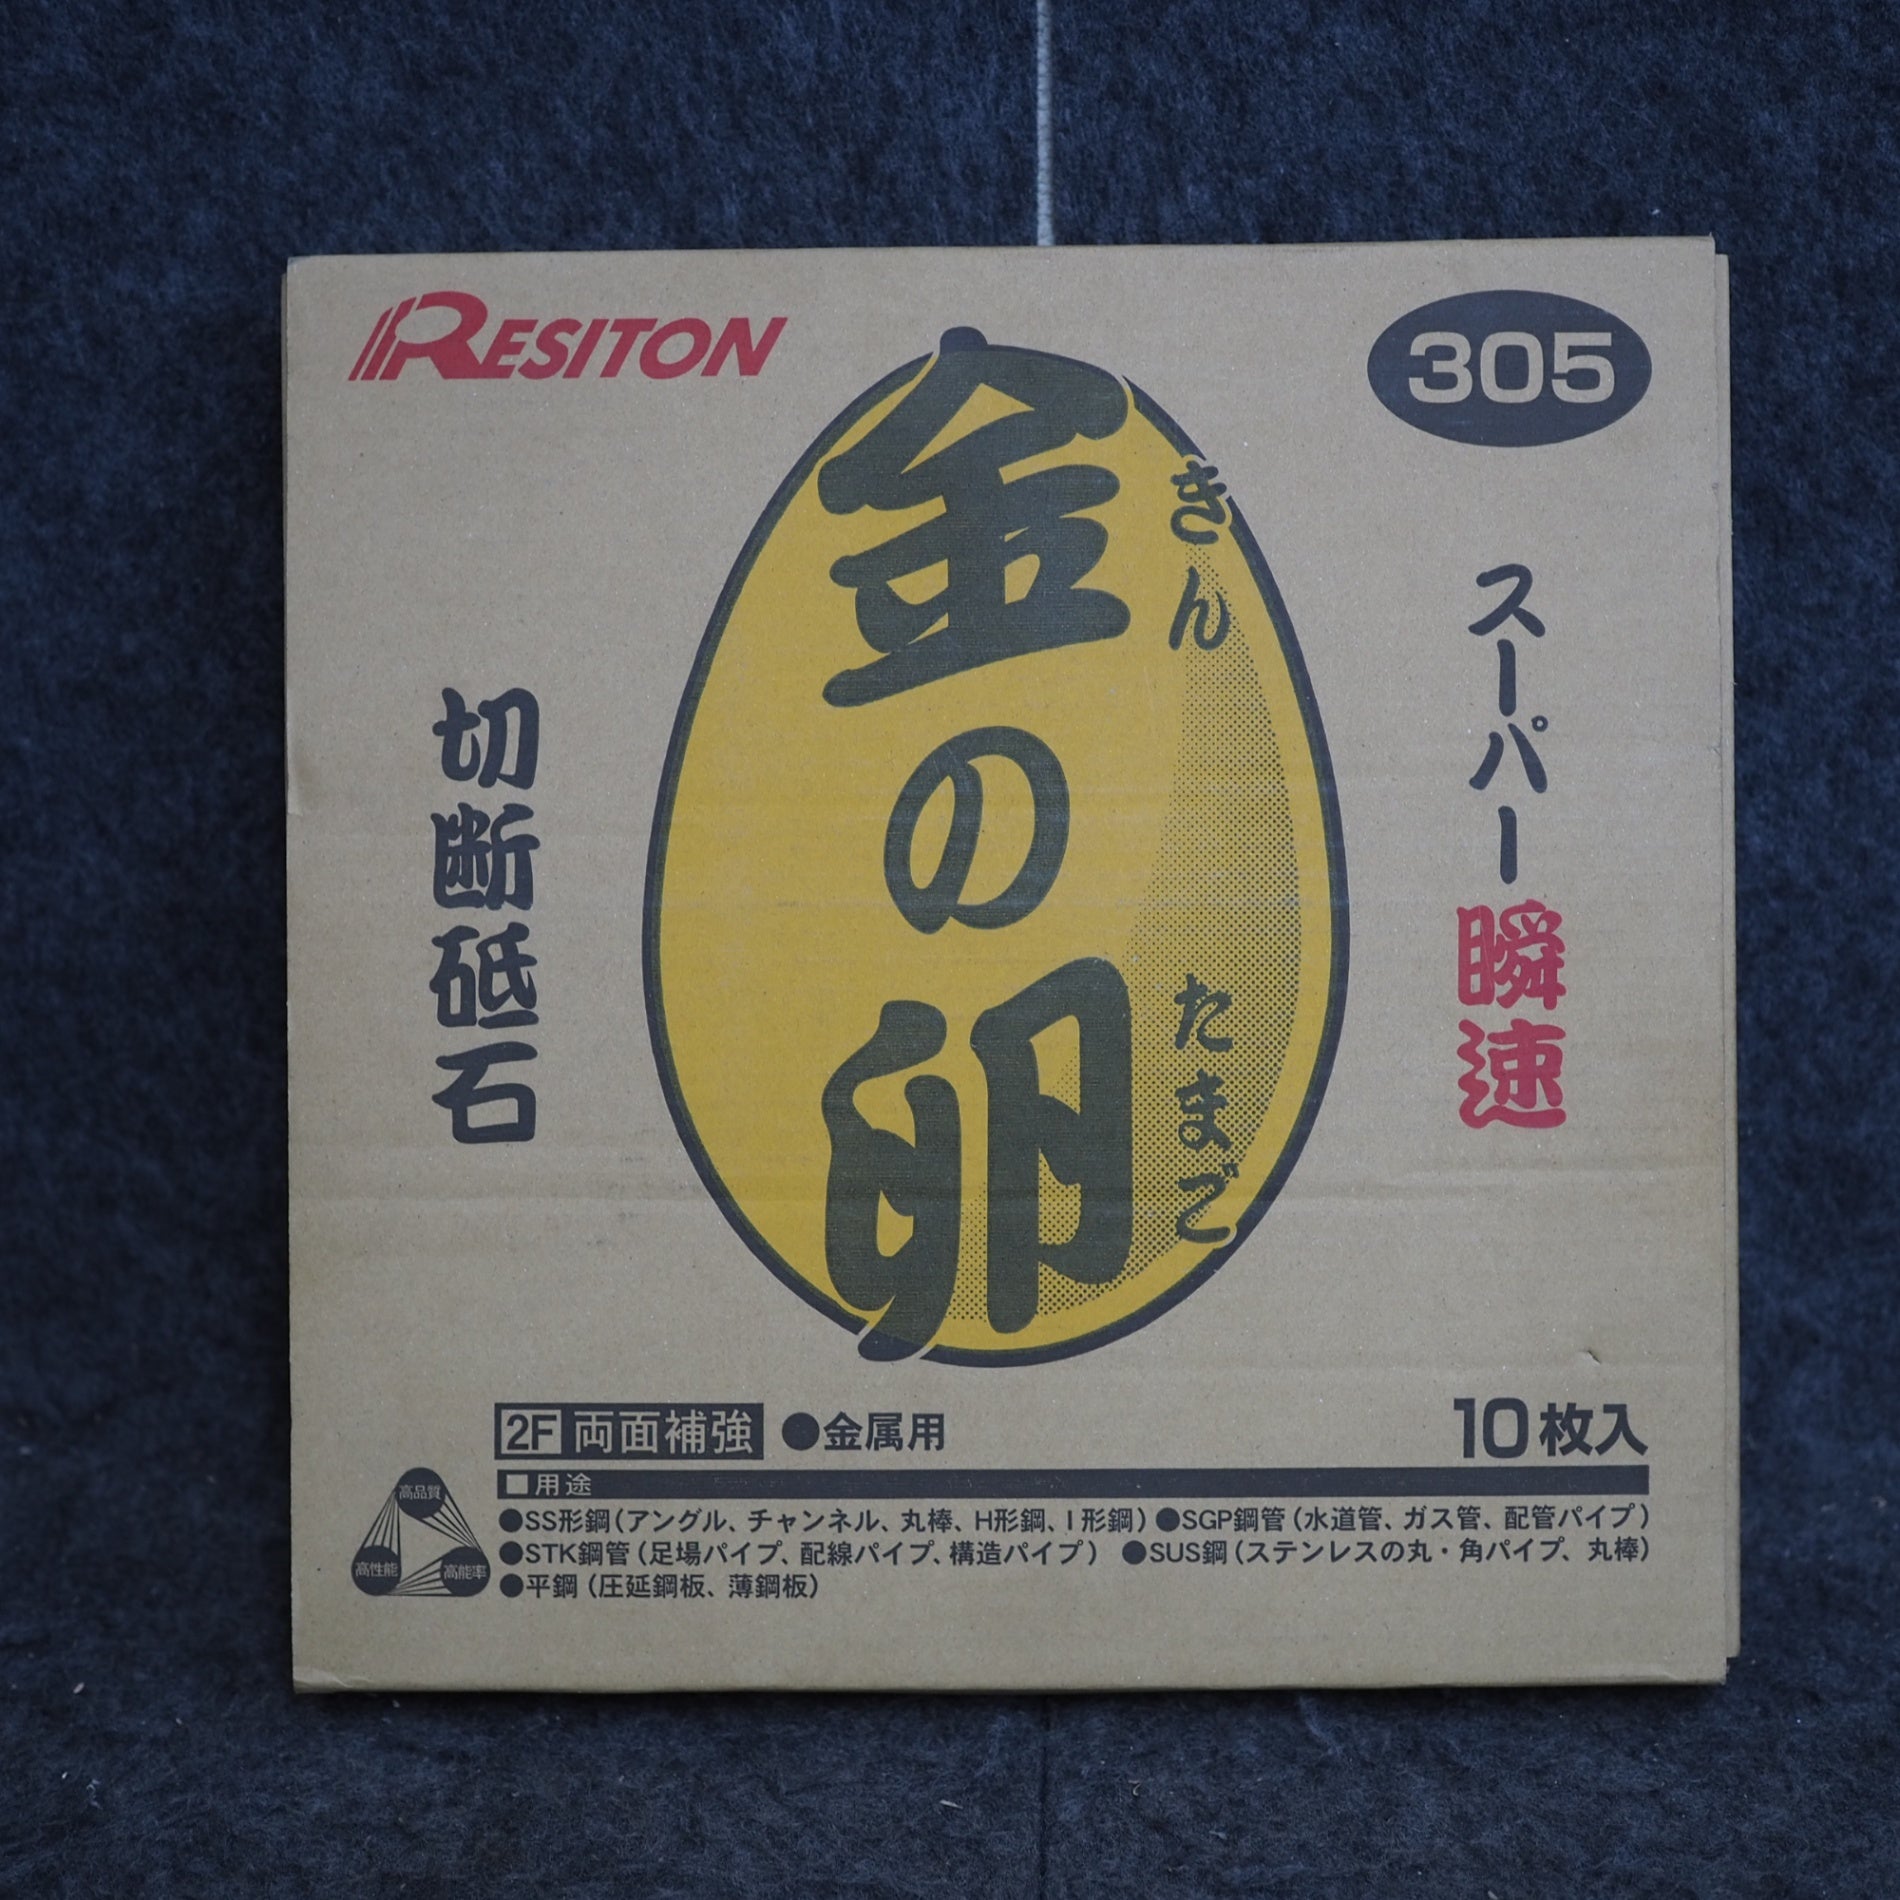 RESITON
305
金の卵
きん
たまご
スーパー瞬速
切断砥石
2F 両面補強 ●金属用
10枚入
□用途
●SS形鋼（アングル、チャンネル、丸棒、H形鋼、I形鋼）●SGP鋼管（水道管、ガス管、配管パイプ）
●STK鋼管（足場パイプ、配線パイプ、構造パイプ）　●SUS鋼（ステンレスの丸・角パイプ、丸棒）
●平鋼（圧延鋼板、薄鋼板）
高品質
高性能
高能率